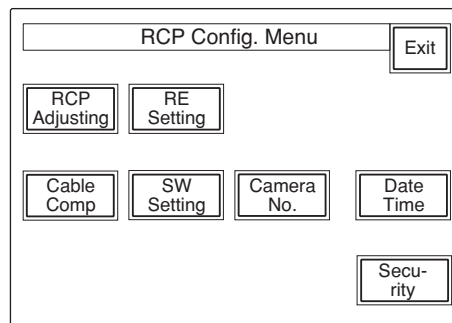 RCP Config. Menu
Exit
RCP
Adjusting
RE
Setting
Cable
Comp
SW
Setting
Camera
No.
Date
Time
Secu-
rity